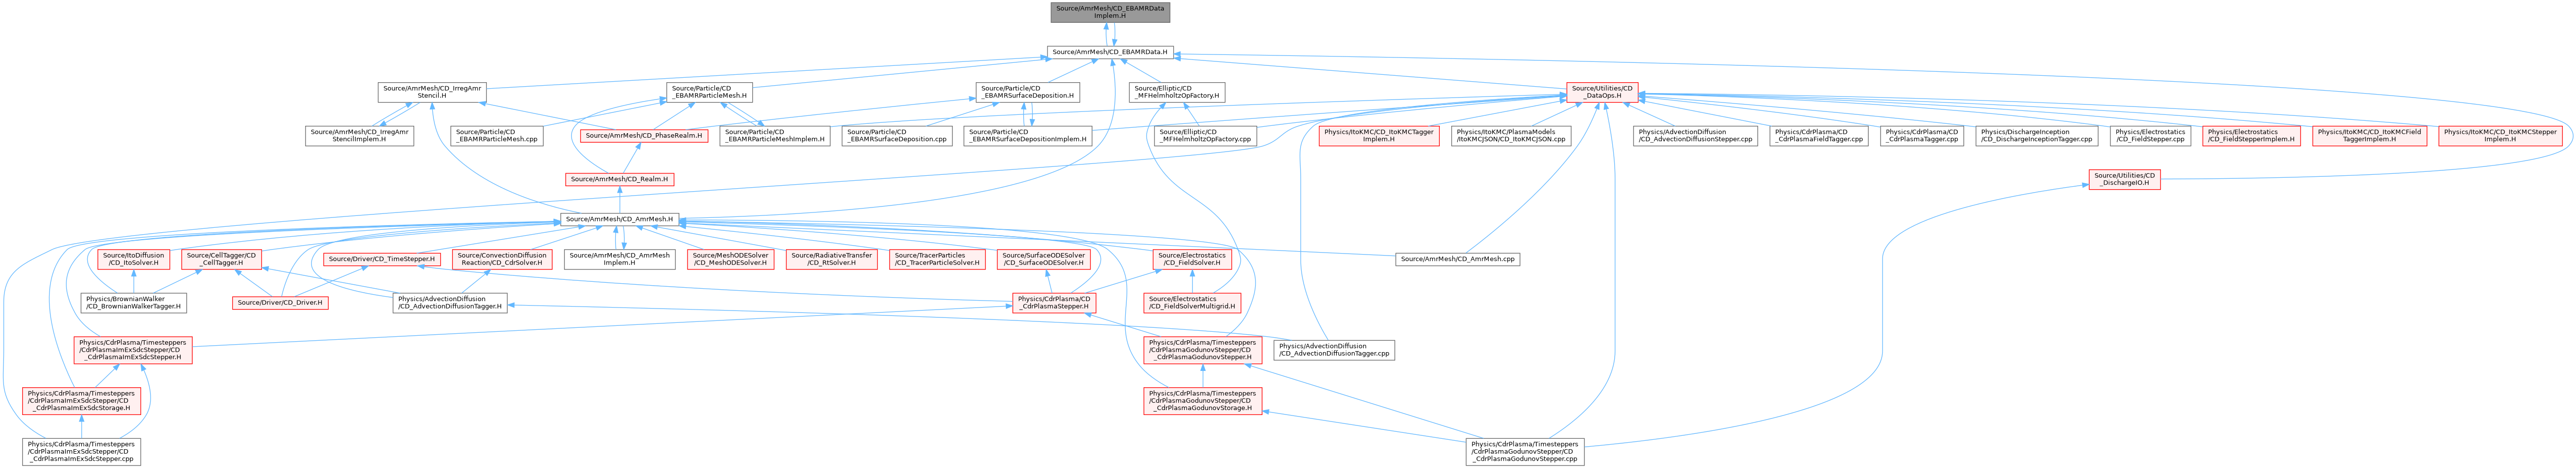 Source/AmrMesh/CD_EBAMRData
Implem.H
Source/AmrMesh/CD_EBAMRData.H
Source/AmrMesh/CD_IrregAmr
Stencil.H
Source/Particle/CD
_EBAMRParticleMesh.H
Source/Particle/CD
_EBAMRSurfaceDeposition.H
Source/Elliptic/CD
_MFHelmholtzOpFactory.H
Source/Utilities/CD
_DataOps.H
Source/AmrMesh/CD_IrregAmr
StencilImplem.H
Source/Particle/CD
_EBAMRParticleMesh.cpp
Source/AmrMesh/CD_PhaseRealm.H
Source/Particle/CD
_EBAMRParticleMeshImplem.H
Source/Particle/CD
_EBAMRSurfaceDeposition.cpp
Source/Particle/CD
_EBAMRSurfaceDepositionImplem.H
Source/Elliptic/CD
_MFHelmholtzOpFactory.cpp
Physics/ItoKMC/CD_ItoKMCTagger
Implem.H
Physics/ItoKMC/PlasmaModels
/ItoKMCJSON/CD_ItoKMCJSON.cpp
Physics/AdvectionDiffusion
/CD_AdvectionDiffusionStepper.cpp
Physics/CdrPlasma/CD
_CdrPlasmaFieldTagger.cpp
Physics/CdrPlasma/CD
_CdrPlasmaTagger.cpp
Physics/DischargeInception
/CD_DischargeInceptionTagger.cpp
Physics/Electrostatics
/CD_FieldStepper.cpp
Physics/Electrostatics
/CD_FieldStepperImplem.H
Physics/ItoKMC/CD_ItoKMCField
TaggerImplem.H
Physics/ItoKMC/CD_ItoKMCStepper
Implem.H
Source/AmrMesh/CD_Realm.H
Source/Utilities/CD
_DischargeIO.H
Source/AmrMesh/CD_AmrMesh.H
Source/ItoDiffusion
/CD_ItoSolver.H
Source/CellTagger/CD
_CellTagger.H
Source/Driver/CD_TimeStepper.H
Source/ConvectionDiffusion
Reaction/CD_CdrSolver.H
Source/AmrMesh/CD_AmrMesh
Implem.H
Source/MeshODESolver
/CD_MeshODESolver.H
Source/RadiativeTransfer
/CD_RtSolver.H
Source/TracerParticles
/CD_TracerParticleSolver.H
Source/SurfaceODESolver
/CD_SurfaceODESolver.H
Source/Electrostatics
/CD_FieldSolver.H
Source/AmrMesh/CD_AmrMesh.cpp
Physics/BrownianWalker
/CD_BrownianWalkerTagger.H
Source/Driver/CD_Driver.H
Physics/AdvectionDiffusion
/CD_AdvectionDiffusionTagger.H
Physics/CdrPlasma/CD
_CdrPlasmaStepper.H
Source/Electrostatics
/CD_FieldSolverMultigrid.H
Physics/CdrPlasma/Timesteppers
/CdrPlasmaImExSdcStepper/CD
_CdrPlasmaImExSdcStepper.H
Physics/CdrPlasma/Timesteppers
/CdrPlasmaGodunovStepper/CD
_CdrPlasmaGodunovStepper.H
Physics/AdvectionDiffusion
/CD_AdvectionDiffusionTagger.cpp
Physics/CdrPlasma/Timesteppers
/CdrPlasmaImExSdcStepper/CD
_CdrPlasmaImExSdcStorage.H
Physics/CdrPlasma/Timesteppers
/CdrPlasmaGodunovStepper/CD
_CdrPlasmaGodunovStorage.H
Physics/CdrPlasma/Timesteppers
/CdrPlasmaImExSdcStepper/CD
_CdrPlasmaImExSdcStepper.cpp
Physics/CdrPlasma/Timesteppers
/CdrPlasmaGodunovStepper/CD
_CdrPlasmaGodunovStepper.cpp